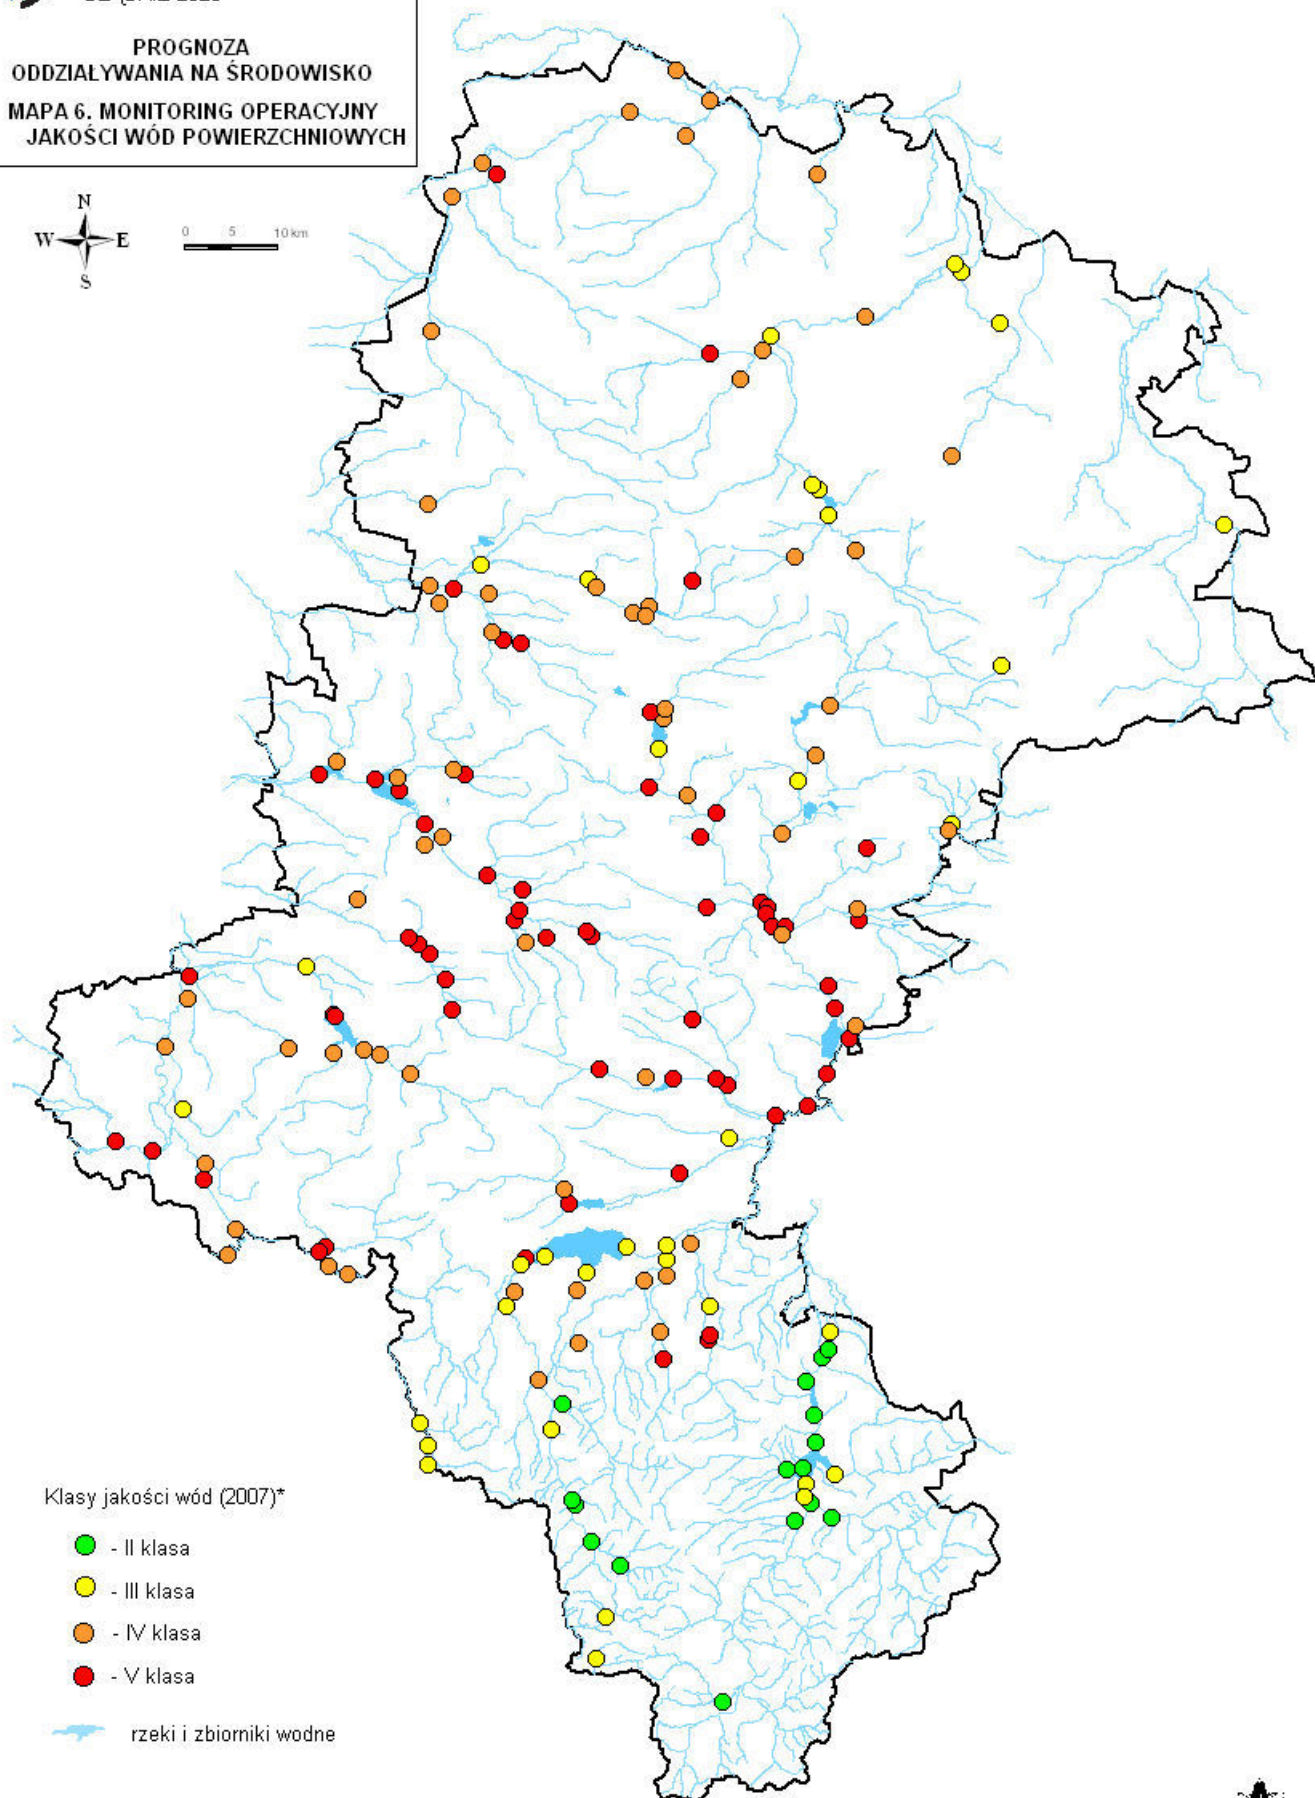 PROGNOZA
ODDZIAŁYWANIA NA ŚRODOWISKO
MAPA 6. MONITORING OPERACYJNY
JAKOŚCI WÓD POWIERZCHNIOWYCH
N
W E
S
0 5 10 km
Klasy jakości wód (2007)*
- II klasa
- III klasa
- IV klasa
- V klasa
rzeki i zbiorniki wodne